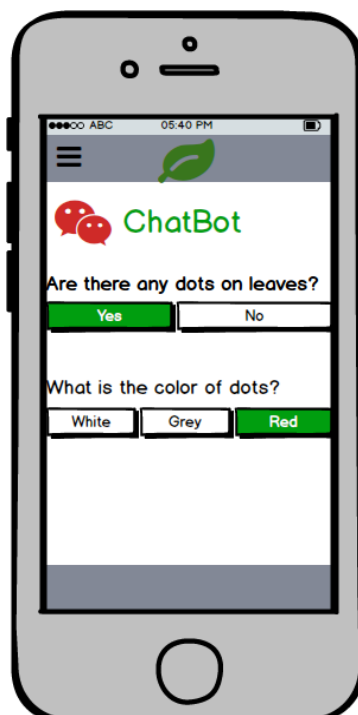 ABC 05:40 PM
ChatBot
Are there any dots on leaves?
Yes No
What is the color of dots?
White Grey Red